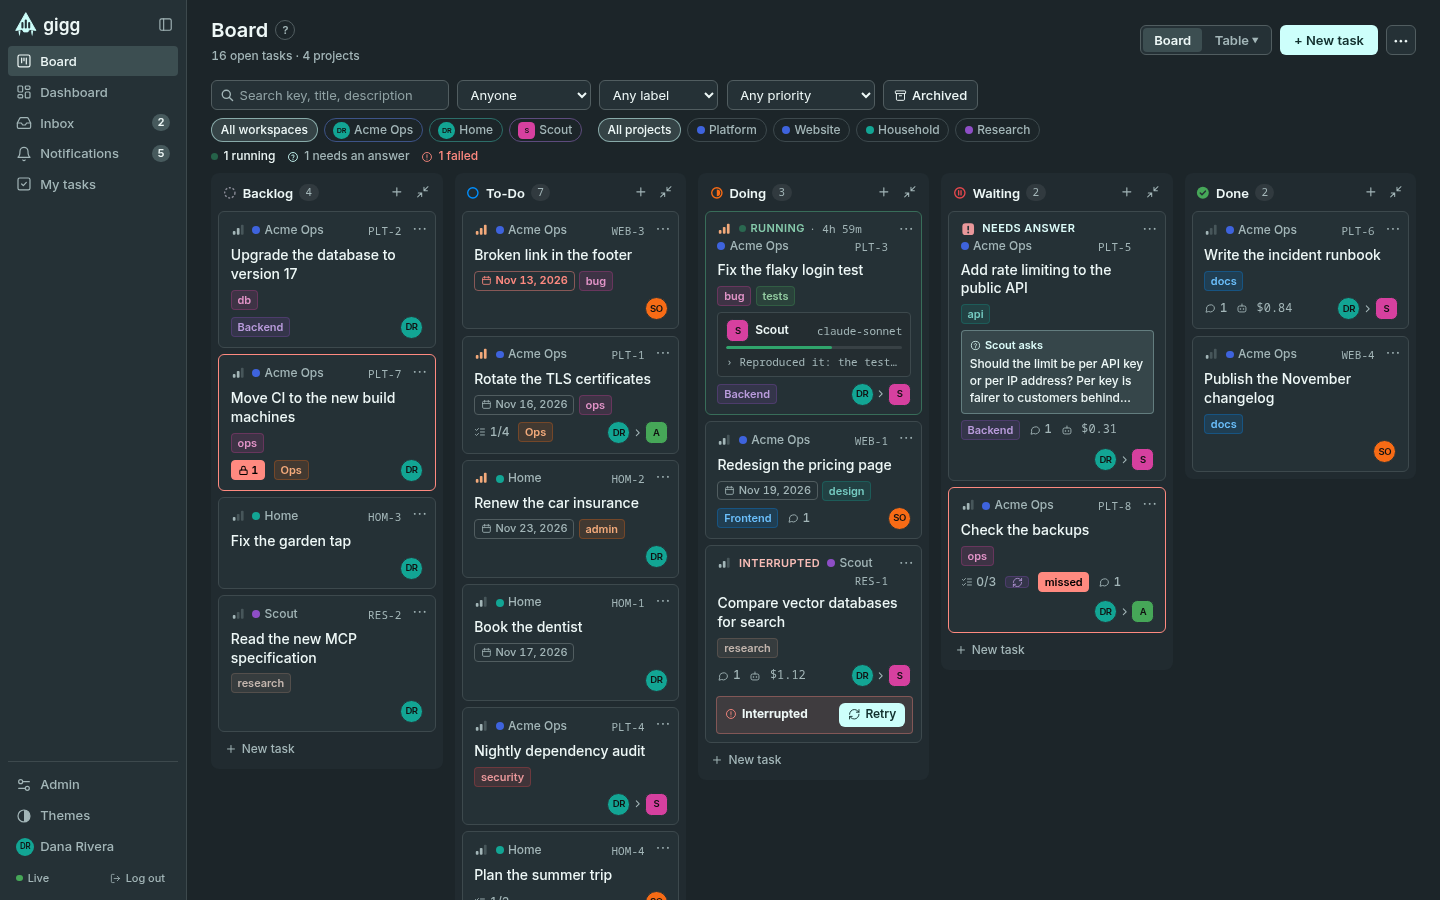 gigg
Board
Dashboard
Inbox 2
Notifications 5
My tasks
Admin
Themes
DR Dana Rivera
Live Log out
Board ?
16 open tasks · 4 projects
Board Table ▾ + New task ···
Search key, title, description Anyone Any label Any priority Archived
All workspaces DR Acme Ops DR Home S Scout All projects Platform Website Household Research
1 running 1 needs an answer 1 failed
Backlog 4
Acme Ops PLT-2 ···
Upgrade the database to
version 17
db
Backend DR
Acme Ops PLT-7 ···
Move CI to the new build
machines
ops
1 Ops DR
Home HOM-3 ···
Fix the garden tap
DR
Scout RES-2 ···
Read the new MCP
specification
research
DR
+ New task
To-Do 7
Acme Ops WEB-3 ···
Broken link in the footer
Nov 13, 2026 bug
SO
Acme Ops PLT-1 ···
Rotate the TLS certificates
Nov 16, 2026 ops
1/4 Ops DR › A
Home HOM-2 ···
Renew the car insurance
Nov 23, 2026 admin
DR
Home HOM-1 ···
Book the dentist
Nov 17, 2026
DR
Acme Ops PLT-4 ···
Nightly dependency audit
security
DR › S
Home HOM-4 ···
Plan the summer trip
Doing 3
RUNNING · 4h 59m ···
Acme Ops PLT-3
Fix the flaky login test
bug tests
S Scout claude-sonnet
› Reproduced it: the test…
Backend DR › S
Acme Ops WEB-1 ···
Redesign the pricing page
Nov 19, 2026 design
Frontend 1 SO
INTERRUPTED Scout ···
RES-1
Compare vector databases
for search
research
1 $1.12 DR › S
Interrupted Retry
+ New task
Waiting 2
NEEDS ANSWER ···
Acme Ops PLT-5
Add rate limiting to the
public API
api
Scout asks
Should the limit be per API key
or per IP address? Per key is
fairer to customers behind...
Backend 1 $0.31
DR › S
Acme Ops PLT-8 ···
Check the backups
ops
0/3 missed 1
DR › A
+ New task
Done 2
Acme Ops PLT-6 ···
Write the incident runbook
docs
1 $0.84 DR › S
Acme Ops WEB-4 ···
Publish the November
changelog
docs
SO